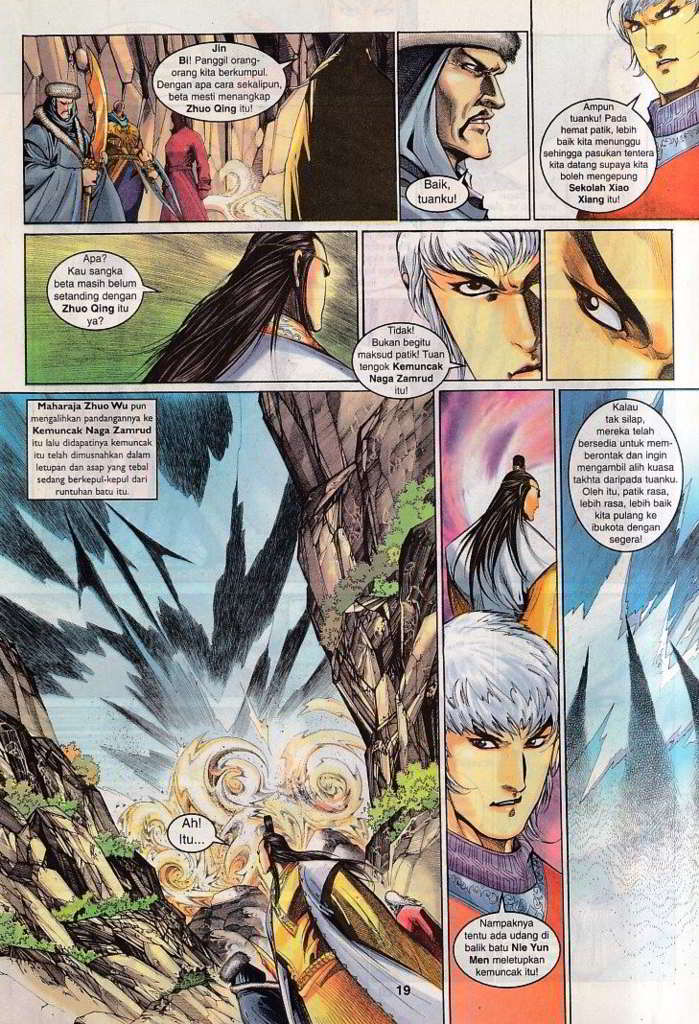 Jin
Bi! Panggil orang-
orang kita berkumpul.
Dengan apa cara sekalipun,
beta mesti menangkap
Zhuo Qing itu!
Baik,
tuanku!
Ampun
tuanku! Pada
hemat patik, lebih
baik kita menunggu
sehingga pasukan tentera
kita datang supaya kita
boleh mengepung
Sekolah Xiao
Xiang itu!
Apa?
Kau sangka
beta masih belum
setanding dengan
Zhuo Qing itu
ya?
Tidak!
Bukan begitu
maksud patik! Tuan
tengok Kemuncak
Naga Zamrud
itu!
Maharaja Zhuo Wu pun
mengalihkan pandangannya ke
Kemuncak Naga Zamrud
itu lalu didapatinya kemuncak
itu telah dimusnahkan dalam
letupan dan asap yang tebal
sedang berkepul-kepul dari
runtuhan batu itu.
Ah!
Itu...
Kalau
tak silap,
mereka telah
bersedia untuk mem-
berontak dan ingin
mengambil alih kuasa
takhta daripada tuanku.
Oleh itu, patik rasa,
lebih rasa, lebih baik
kita pulang ke
ibukota dengan
segera!
Nampaknya
tentu ada udang di
balik batu Nie Yun
Men meletupkan
kemuncak itu!
19